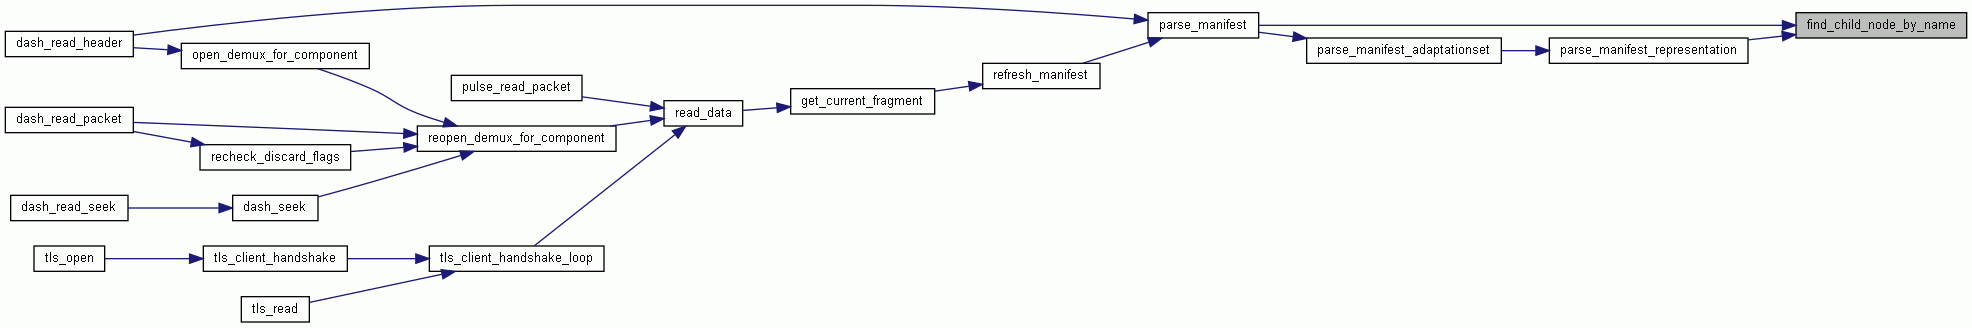 find_child_node_by_name
parse_manifest
dash_read_header
parse_manifest_adaptationset
parse_manifest_representation
open_demux_for_component
refresh_manifest
pulse_read_packet
get_current_fragment
read_data
dash_read_packet
reopen_demux_for_component
recheck_discard_flags
dash_read_seek
dash_seek
tls_open
tls_client_handshake
tls_client_handshake_loop
tls_read